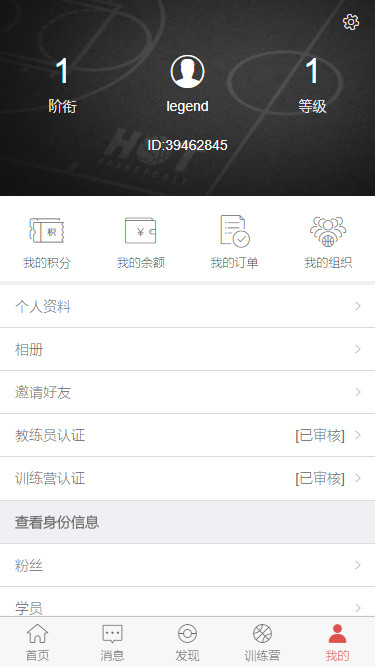 1
1
阶衔
legend
等级
ID:39462845
HOT
BASKETBALL
积
¥
我的积分
我的余额
我的订单
我的组织
个人资料
相册
邀请好友
教练员认证 [已审核]
训练营认证 [已审核]
查看身份信息
粉丝
学员
首页
消息
发现
训练营
我的